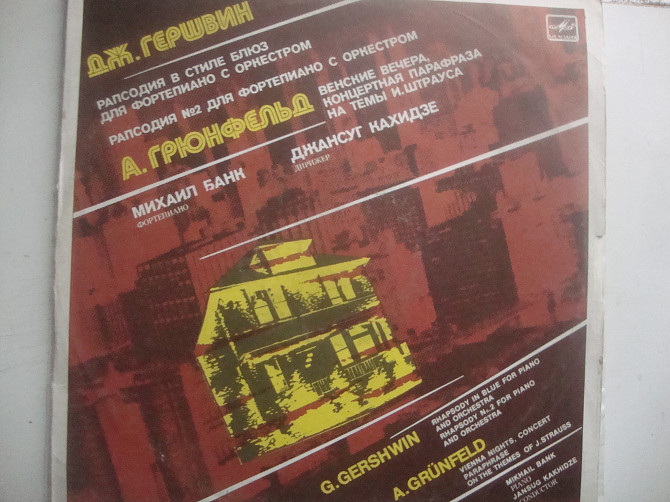 ДЖ. ГЕРШВИН
РАПСОДИЯ В СТИЛЕ БЛЮЗ
ДЛЯ ФОРТЕПИАНО С ОРКЕСТРОМ
РАПСОДИЯ №2 ДЛЯ ФОРТЕПИАНО С ОРКЕСТРОМ
А. ГРЮНФЕЛЬД
ВЕНСКИЕ ВЕЧЕРА,
КОНЦЕРТНАЯ ПАРАФРАЗА
НА ТЕМЫ И. ШТРАУСА
МИХАИЛ БАНК
ФОРТЕПИАНО
ДЖАНСУГ КАХИДЗЕ
ДИРИЖЕР
G. GERSHWIN
RHAPSODY IN BLUE FOR PIANO
AND ORCHESTRA
RHAPSODY No. 2 FOR PIANO
AND ORCHESTRA
A. GRÜNFELD
VIENNA NIGHTS, CONCERT
PARAPHRASE
ON THE THEMES OF J. STRAUSS
MIKHAIL BANK
PIANO
JANSUG KAKHIDZE
CONDUCTOR